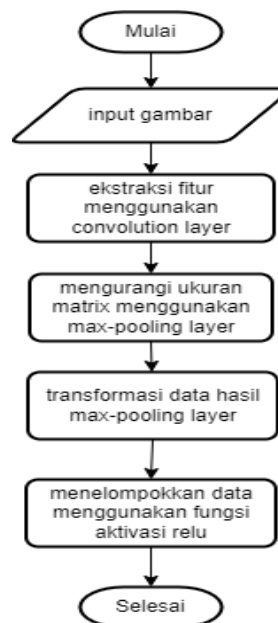 Mulai
input gambar
ekstraksi fitur
menggunakan
convolution layer
mengurangi ukuran
matrix menggunakan
max-pooling layer
transformasi data hasil
max-pooling layer
menelompokkan data
menggunakan fungsi
aktivasi relu
Selesai